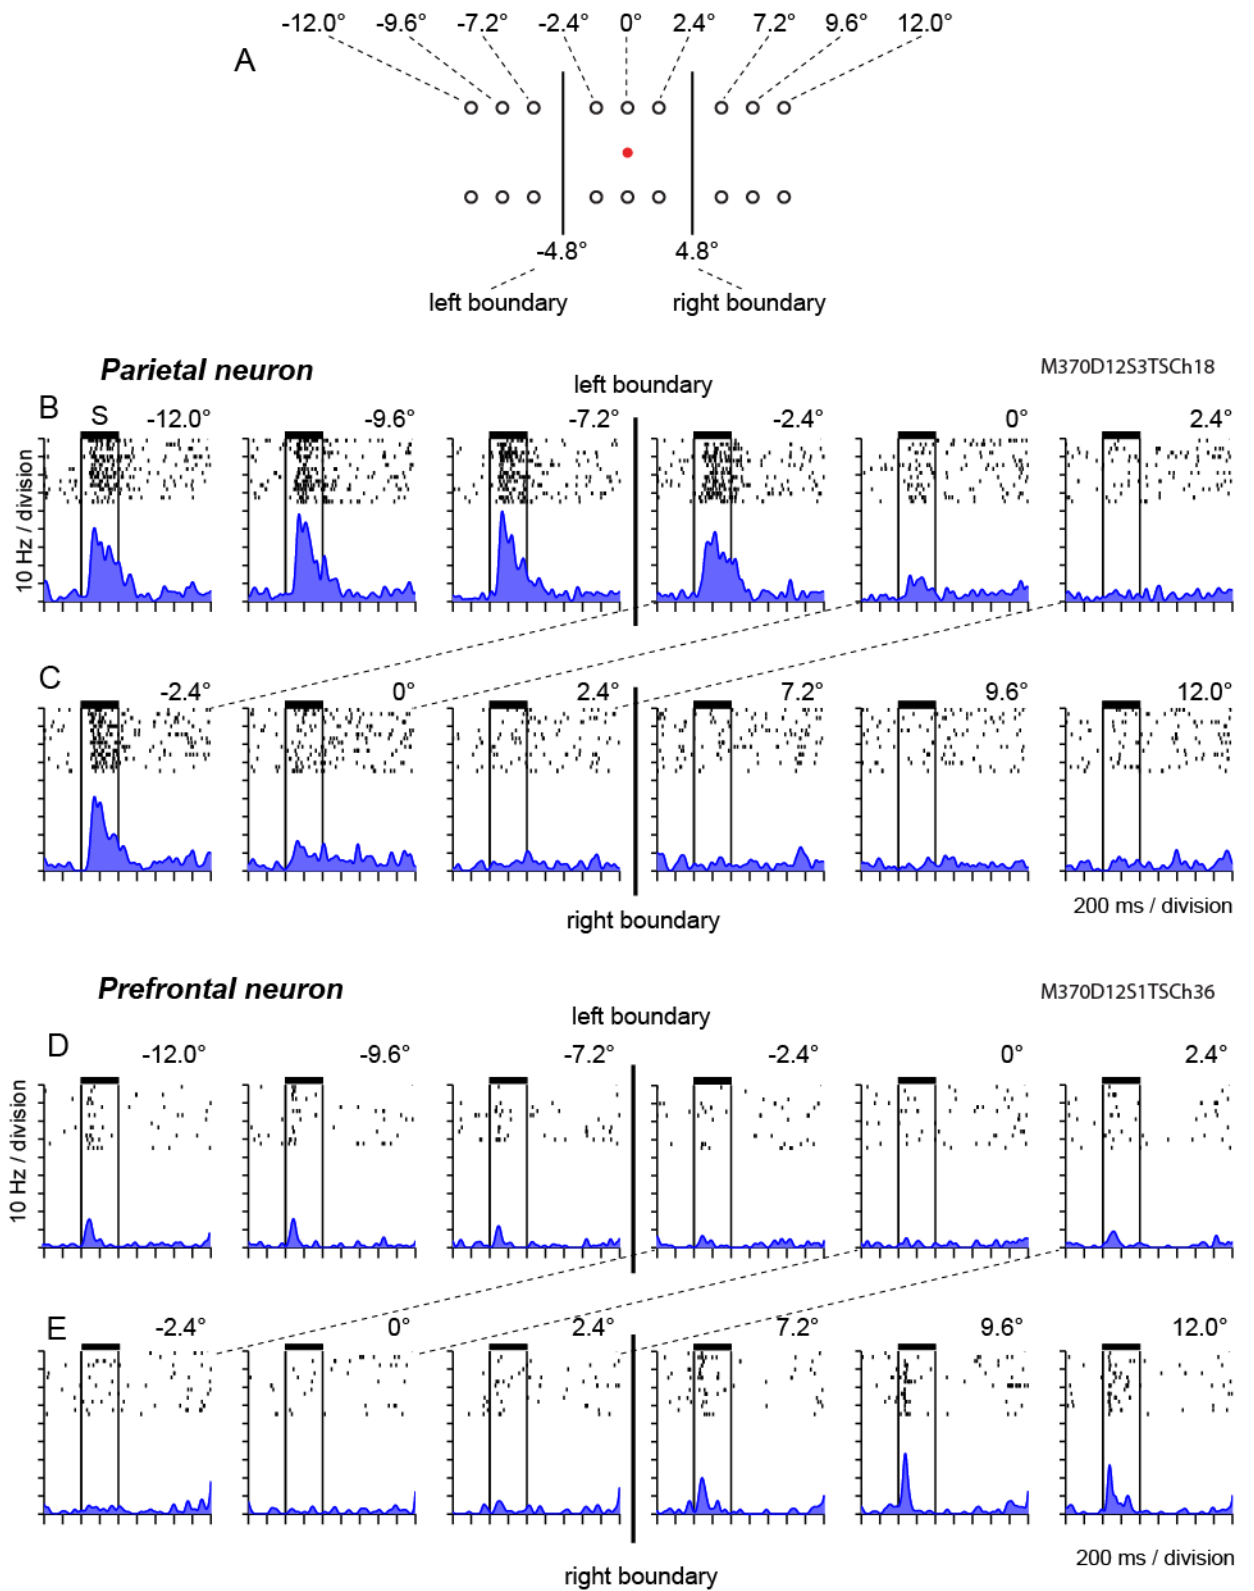 -12.0° -9.6° -7.2° -2.4° 0° 2.4° 7.2° 9.6° 12.0°
A
-4.8° 4.8°
left boundary right boundary
Parietal neuron M370D12S3TSCh18
left boundary
B S -12.0° -9.6° -7.2° -2.4° 0° 2.4°
10 Hz / division
C -2.4° 0° 2.4° 7.2° 9.6° 12.0°
200 ms / division
right boundary
Prefrontal neuron M370D12S1TSCh36
left boundary
D -12.0° -9.6° -7.2° -2.4° 0° 2.4°
10 Hz / division
E -2.4° 0° 2.4° 7.2° 9.6° 12.0°
200 ms / division
right boundary